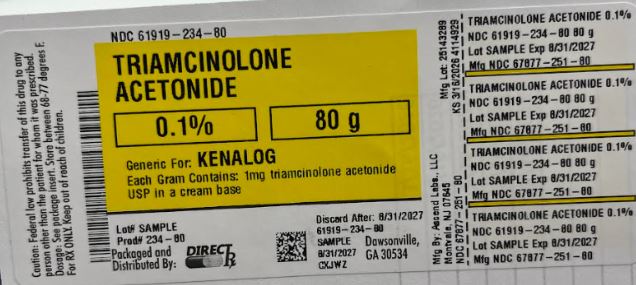 Caution: Federal law prohibits transfer of this drug to any
person other than the patient for whom it was prescribed.
Dosage: See package insert. Store between 68-77 degrees F.
For RX ONLY. Keep out of reach of children.
NDC 61919-234-80
TRIAMCINOLONE
ACETONIDE
0.1%
80 g
Generic For: KENALOG
Each Gram Contains: 1mg triamcinolone acetonide
USP in a cream base
Lot# SAMPLE
Prod# 234-80
Packaged and
Distributed By:
DIRECT Rx
Discard After: 8/31/2027
61919-234-80
SAMPLE
8/31/2027
CXJWZ
Dawsonville,
GA 30534
Mfg Lot: 25143289
KS 3/16/2026 4114929
Mfg By: Ascend Labs., LLC
Montvale, NJ 07645
NDC 67877-251-80
TRIAMCINOLONE ACETONIDE 0.1%
NDC 61919-234-80 80 g
Lot SAMPLE Exp 8/31/2027
Mfg NDC 67877-251-80
TRIAMCINOLONE ACETONIDE 0.1%
NDC 61919-234-80 80 g
Lot SAMPLE Exp 8/31/2027
Mfg NDC 67877-251-80
TRIAMCINOLONE ACETONIDE 0.1%
NDC 61919-234-80 80 g
Lot SAMPLE Exp 8/31/2027
Mfg NDC 67877-251-80
TRIAMCINOLONE ACETONIDE 0.1%
NDC 61919-234-80 80 g
Lot SAMPLE Exp 8/31/2027
Mfg NDC 67877-251-80